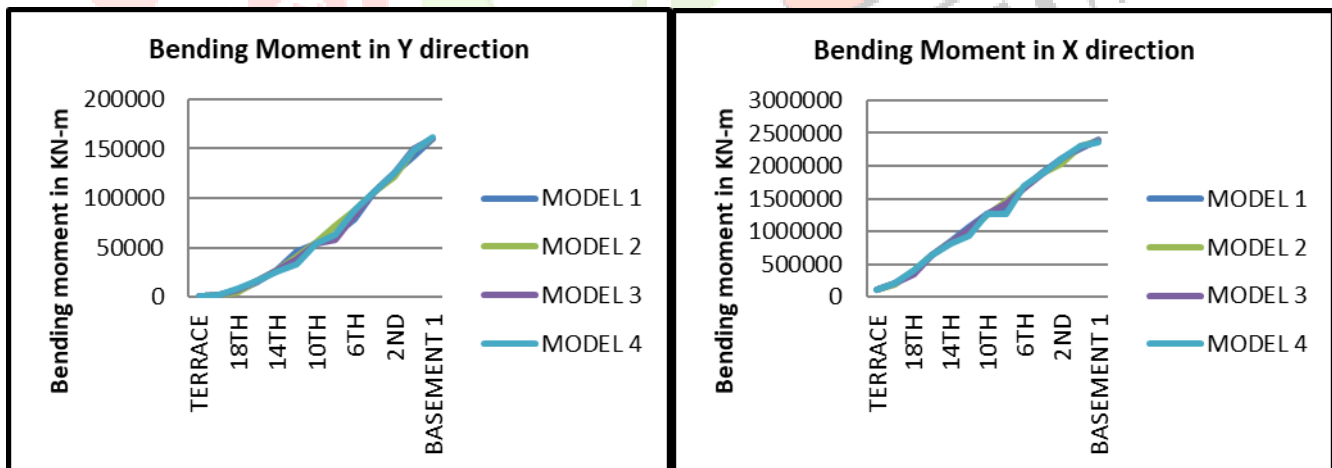 Bending Moment in Y direction
Bending moment in KN-m
200000
150000
100000
50000
0
TERRACE
18TH
14TH
10TH
6TH
2ND
BASEMENT 1
MODEL 1
MODEL 2
MODEL 3
MODEL 4
Bending Moment in X direction
Bending moment in KN-m
3000000
2500000
2000000
1500000
1000000
500000
0
TERRACE
18TH
14TH
10TH
6TH
2ND
BASEMENT 1
MODEL 1
MODEL 2
MODEL 3
MODEL 4